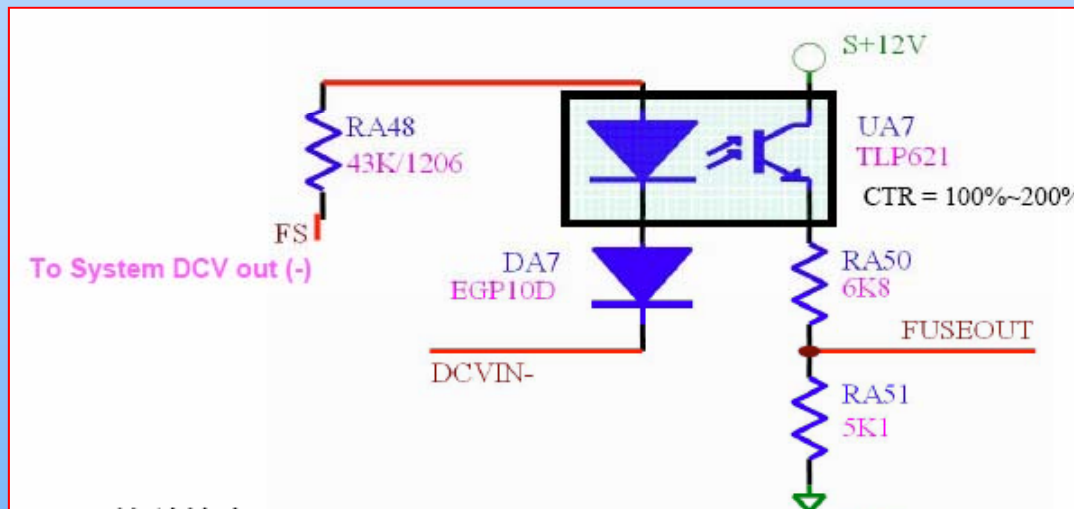 S+12V
RA48
43K/1206
UA7
TLP621
CTR = 100%~200%
FS
To System DCV out (-)
DA7
EGP10D
RA50
6K8
FUSEOUT
DCVIN-
RA51
5K1